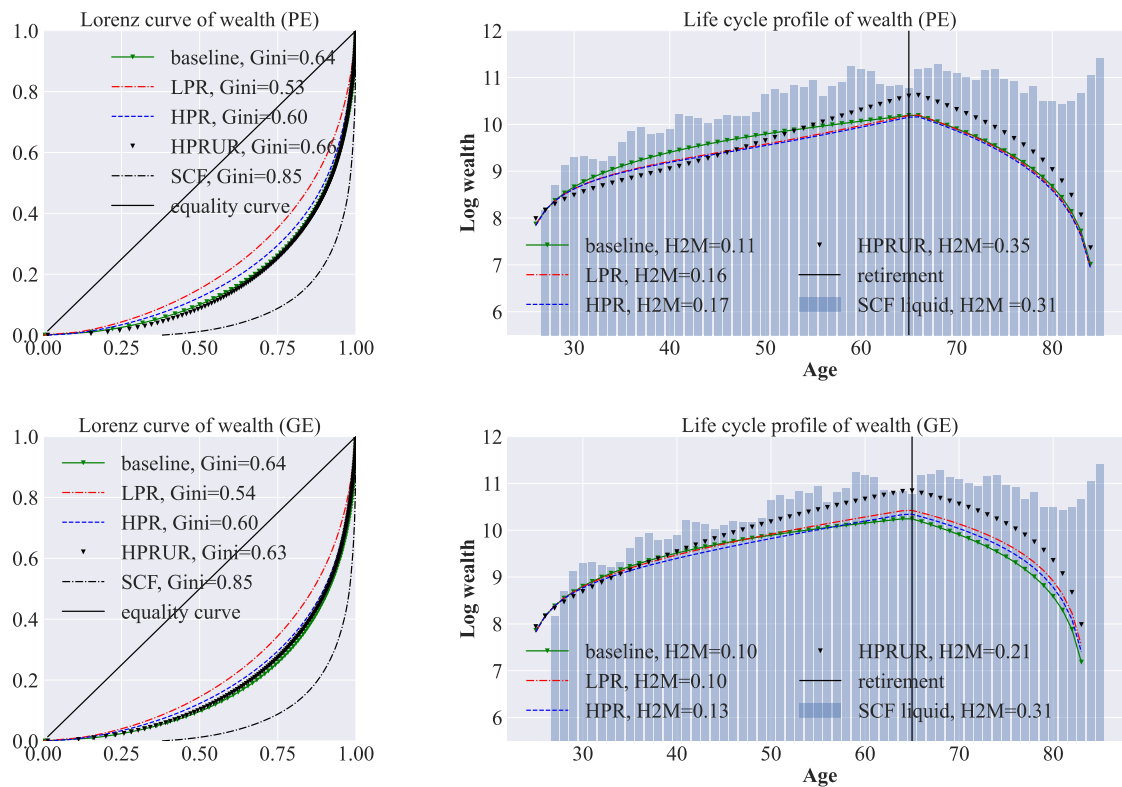 Lorenz curve of wealth (PE)
1.0
0.8
0.6
0.4
0.2
0.0
baseline, Gini=0.64
LPR, Gini=0.53
HPR, Gini=0.60
HPRUR, Gini=0.66
SCF, Gini=0.85
equality curve
0.00 0.25 0.50 0.75 1.00
Life cycle profile of wealth (PE)
Log wealth
12
11
10
9
8
7
6
baseline, H2M=0.11
LPR, H2M=0.16
HPR, H2M=0.17
HPRUR, H2M=0.35
retirement
SCF liquid, H2M =0.31
30 40 50 60 70 80
Age
Lorenz curve of wealth (GE)
1.0
0.8
0.6
0.4
0.2
0.0
baseline, Gini=0.64
LPR, Gini=0.54
HPR, Gini=0.60
HPRUR, Gini=0.63
SCF, Gini=0.85
equality curve
0.00 0.25 0.50 0.75 1.00
Life cycle profile of wealth (GE)
Log wealth
12
11
10
9
8
7
6
baseline, H2M=0.10
LPR, H2M=0.10
HPR, H2M=0.13
HPRUR, H2M=0.21
retirement
SCF liquid, H2M=0.31
30 40 50 60 70 80
Age